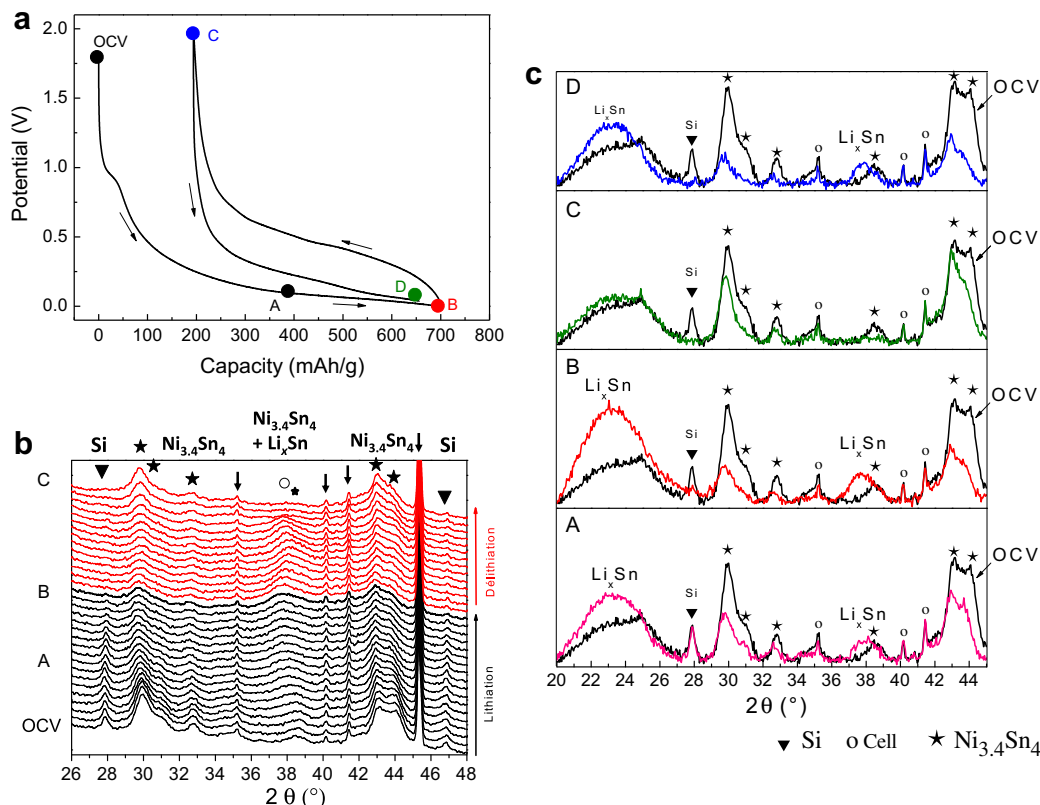 a
2.0
1.5
1.0
0.5
0.0
Potential (V)
OCV
C
A
D
B
-100 0 100 200 300 400 500 600 700 800
Capacity (mAh/g)
b
Si
Ni3.4Sn4
Ni3.4Sn4
+ LixSn
Ni3.4Sn4
Si
C
B
A
OCV
Delithiation
Lithiation
26 28 30 32 34 36 38 40 42 44 46 48
2 θ (°)
c
D
LixSn
Si
o
LixSn
o
o
OCV
C
Si
o
o
o
OCV
B
LixSn
Si
o
LixSn
o
o
OCV
A
LixSn
Si
o
LixSn
o
o
OCV
20 22 24 26 28 30 32 34 36 38 40 42 44
2θ (°)
▼ Si o Cell ★ Ni3.4Sn4